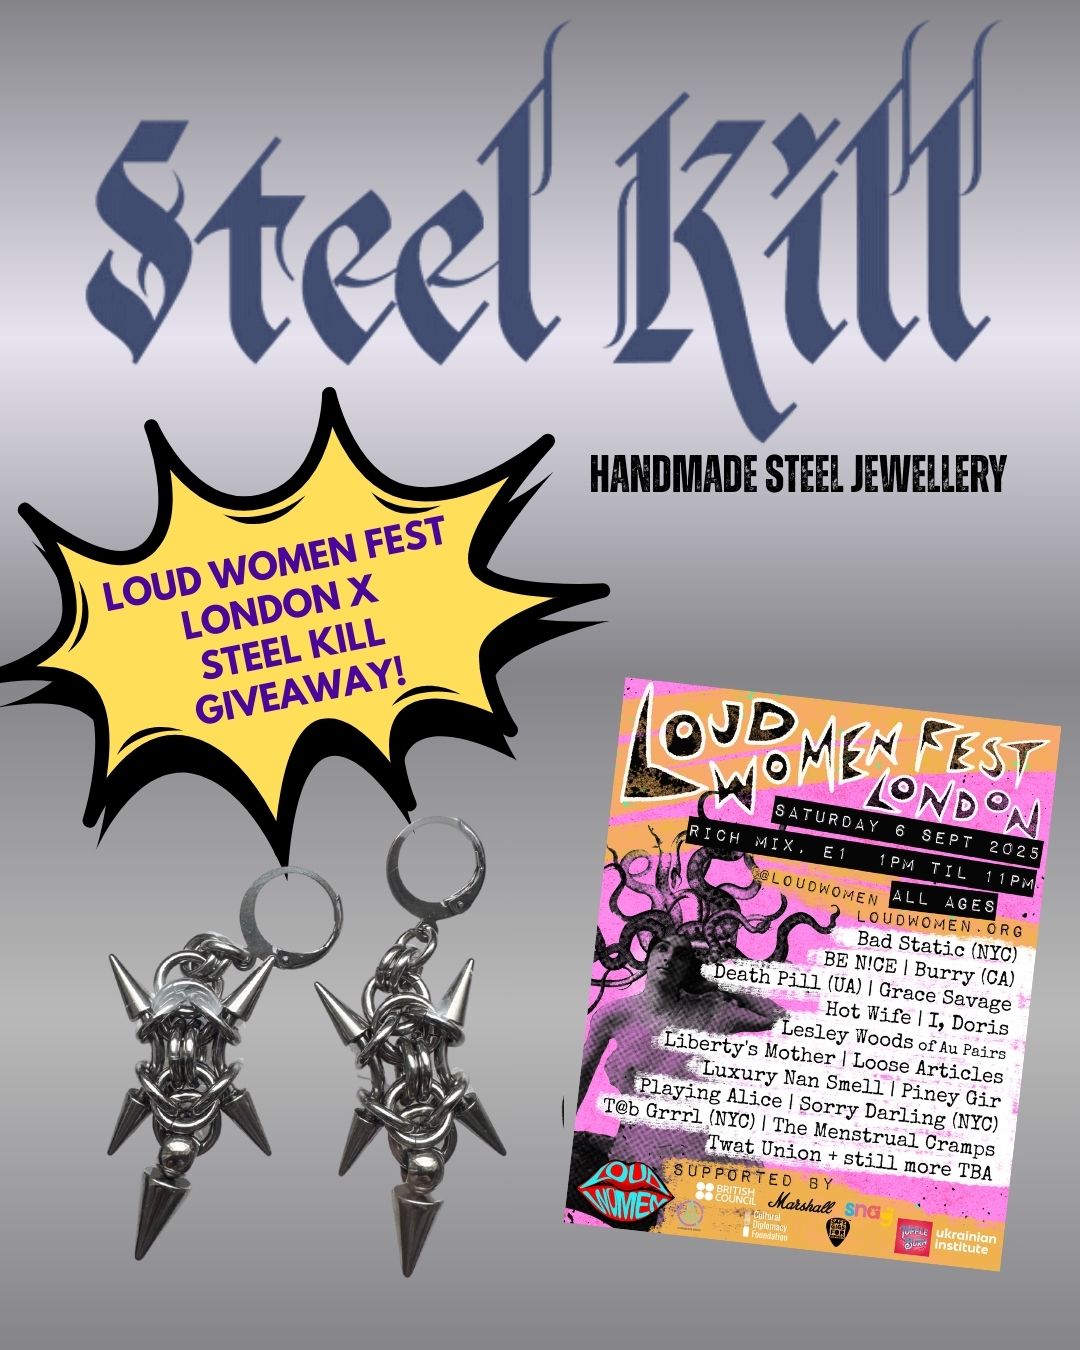 Steel Kill
HANDMADE STEEL JEWELLERY
LOUD WOMEN FEST
LONDON X
STEEL KILL
GIVEAWAY!
LOUD
WOMEN FEST
LONDON
SATURDAY 6 SEPT 2025
RICH MIX, E1 1PM TIL 11PM
@LOUDWOMEN ALL AGES
LOUDWOMEN.ORG
Bad Static (NYC)
BE N!CE | Burry (CA)
Death Pill (UA) | Grace Savage
Hot Wife | I, Doris
Lesley Woods of Au Pairs
Liberty's Mother | Loose Articles
Luxury Nan Smell | Piney Gir
Playing Alice | Sorry Darling (NYC)
T@b Grrrl (NYC) | The Menstrual Cramps
Twat Union + still more TBA
SUPPORTED BY
LOUD
WOMEN
BRITISH
COUNCIL
Marshall
snag
Cultural
Diplomacy
Foundation
ukrainian
institute